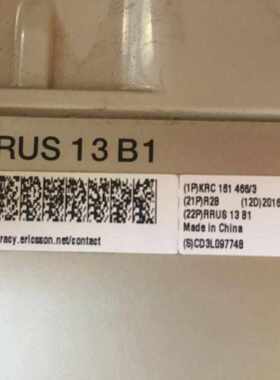 RUS 13 B1
(1P)KRC 161 466/3
(21P)R2B (12D)2016
(22P)RRUS 13 B1
Made in China
(S)CD3L097748
racy.ericsson.net/contact